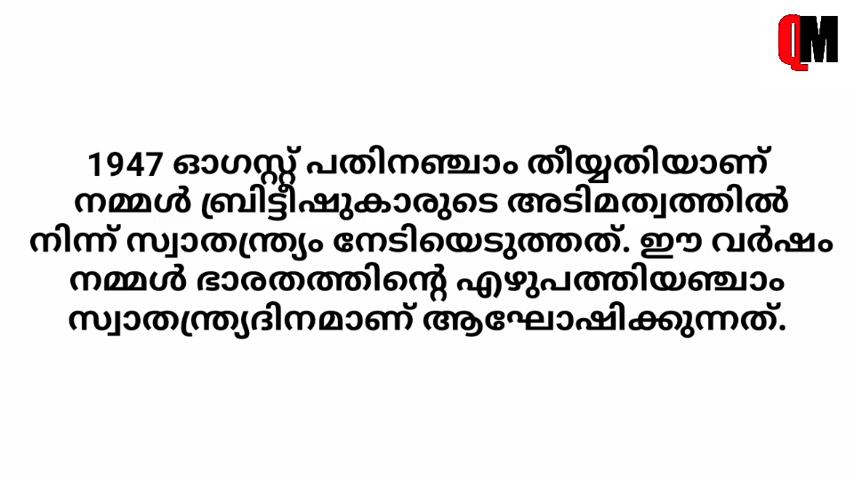 QM
1947 ഓഗസ്റ്റ് പതിനഞ്ചാം തീയ്യതിയാണ്
നമ്മൾ ബ്രിട്ടീഷുകാരുടെ അടിമത്വത്തിൽ
നിന്ന് സ്വാതന്ത്ര്യം നേടിയെടുത്തത്. ഈ വർഷം
നമ്മൾ ഭാരതത്തിന്റെ എഴുപത്തിയഞ്ചാം
സ്വാതന്ത്ര്യദിനമാണ് ആഘോഷിക്കുന്നത്.